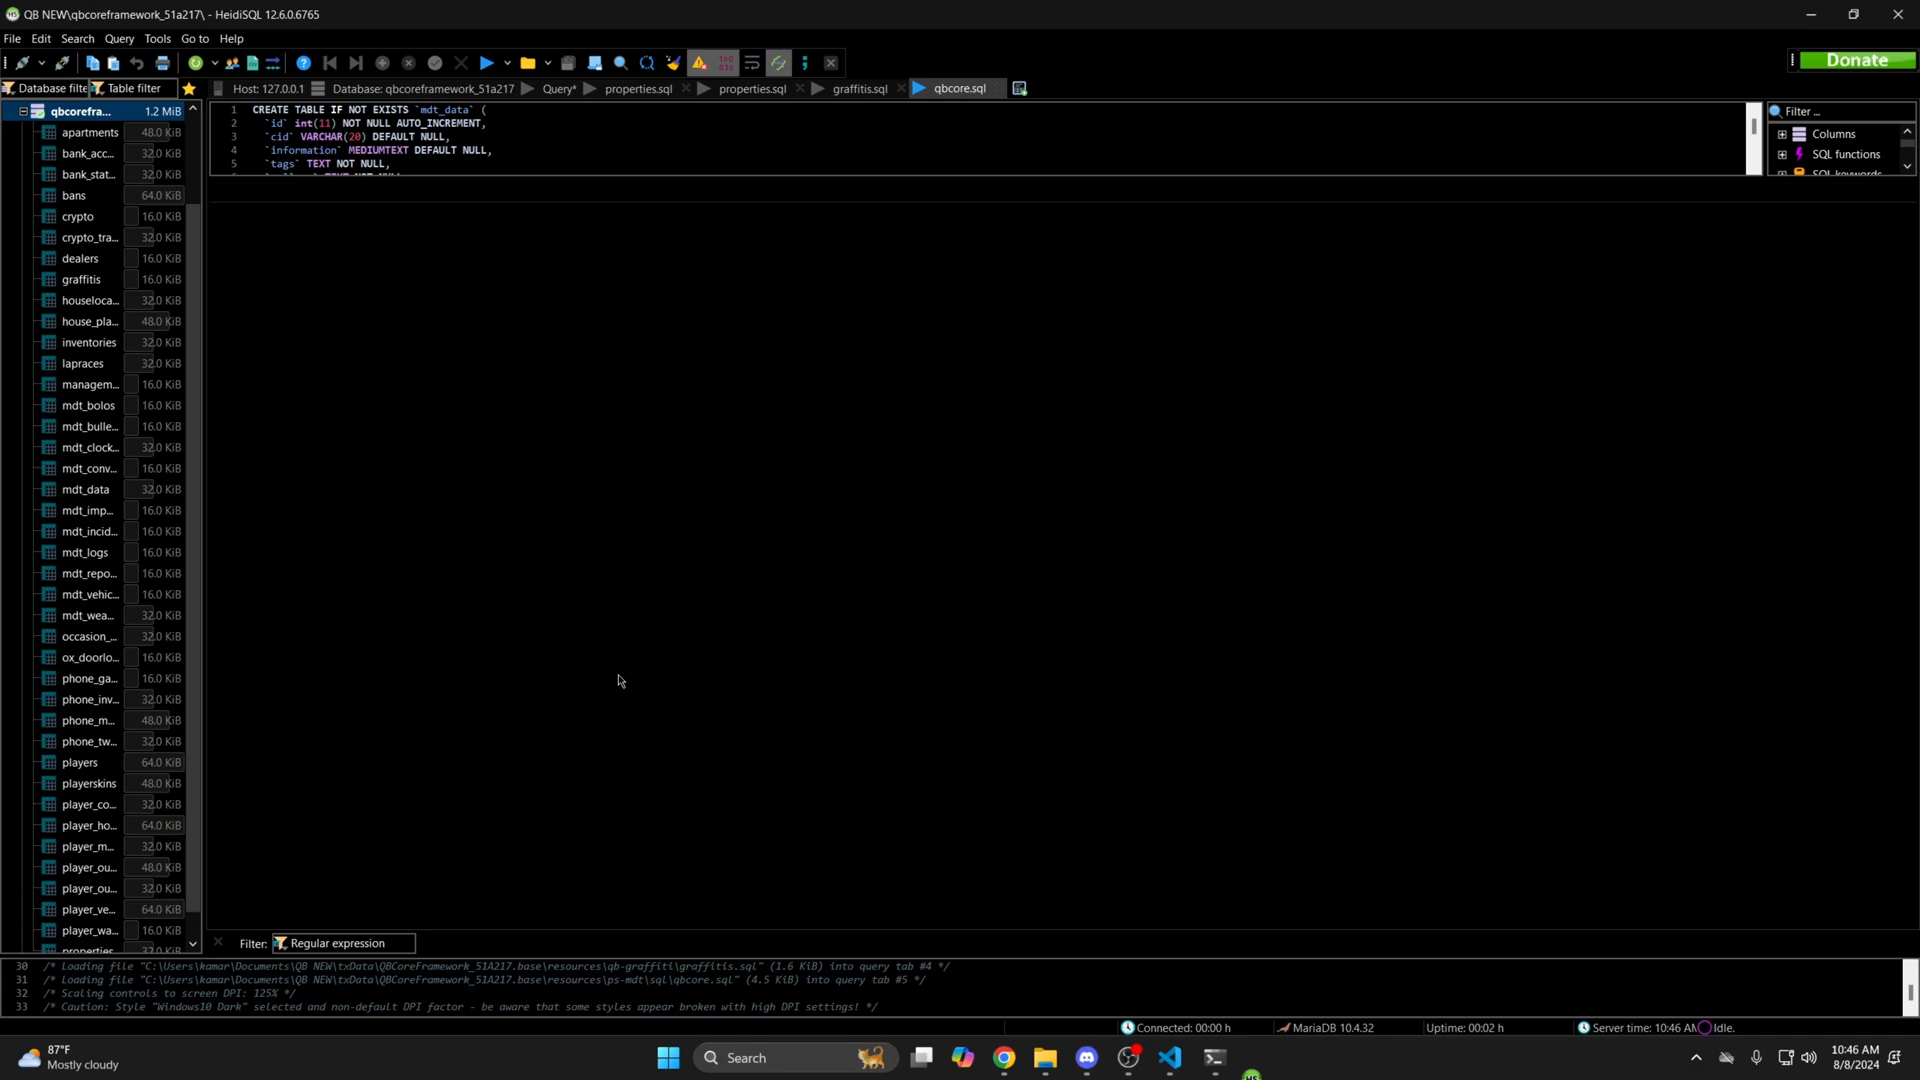 QB NEW\qbcoreframework_51a217\ - HeidiSQL 12.6.0.6765
File Edit Search Query Tools Go to Help
Donate
Database filte Table filter Host: 127.0.0.1 Database: qbcoreframework_51a217 Query* properties.sql properties.sql graffitis.sql qbcore.sql
qbcorefra... 1.2 MiB
apartments 48.0 KiB
bank_acc... 32.0 KiB
bank_stat... 32.0 KiB
bans 64.0 KiB
crypto 16.0 KiB
crypto_tra... 32.0 KiB
dealers 16.0 KiB
graffitis 16.0 KiB
houseloca... 32.0 KiB
house_pla... 48.0 KiB
inventories 32.0 KiB
lapraces 32.0 KiB
managem... 16.0 KiB
mdt_bolos 16.0 KiB
mdt_bulle... 16.0 KiB
mdt_clock... 32.0 KiB
mdt_conv... 16.0 KiB
mdt_data 32.0 KiB
mdt_imp... 16.0 KiB
mdt_incid... 16.0 KiB
mdt_logs 16.0 KiB
mdt_repo... 16.0 KiB
mdt_vehic... 16.0 KiB
mdt_wea... 32.0 KiB
occasion_... 32.0 KiB
ox_doorlo... 16.0 KiB
phone_ga... 16.0 KiB
phone_inv... 32.0 KiB
phone_m... 48.0 KiB
phone_tw... 32.0 KiB
players 64.0 KiB
playerskins 48.0 KiB
player_co... 32.0 KiB
player_ho... 64.0 KiB
player_m... 32.0 KiB
player_ou... 48.0 KiB
player_ou... 32.0 KiB
player_ve... 64.0 KiB
player_wa... 16.0 KiB
properties 32.0 KiB
1 CREATE TABLE IF NOT EXISTS `mdt_data` (
2 `id` int(11) NOT NULL AUTO_INCREMENT,
3 `cid` VARCHAR(20) DEFAULT NULL,
4 `information` MEDIUMTEXT DEFAULT NULL,
5 `tags` TEXT NOT NULL,
Filter ...
Columns
SQL functions
SQL keywords
Filter: Regular expression
30 /* Loading file "C:\Users\kamar\Documents\QB NEW\txData\QBCoreFramework_51A217.base\resources\qb-graffiti\graffitis.sql" (1.6 KiB) into query tab #4 */
31 /* Loading file "C:\Users\kamar\Documents\QB NEW\txData\QBCoreFramework_51A217.base\resources\ps-mdt\sql\qbcore.sql" (4.5 KiB) into query tab #5 */
32 /* Scaling controls to screen DPI: 125% */
33 /* Caution: Style "Windows10 Dark" selected and non-default DPI factor - be aware that some styles appear broken with high DPI settings! */
Connected: 00:00 h MariaDB 10.4.32 Uptime: 00:02 h Server time: 10:46 AM Idle.
87°F
Mostly cloudy
Search
10:46 AM
8/8/2024